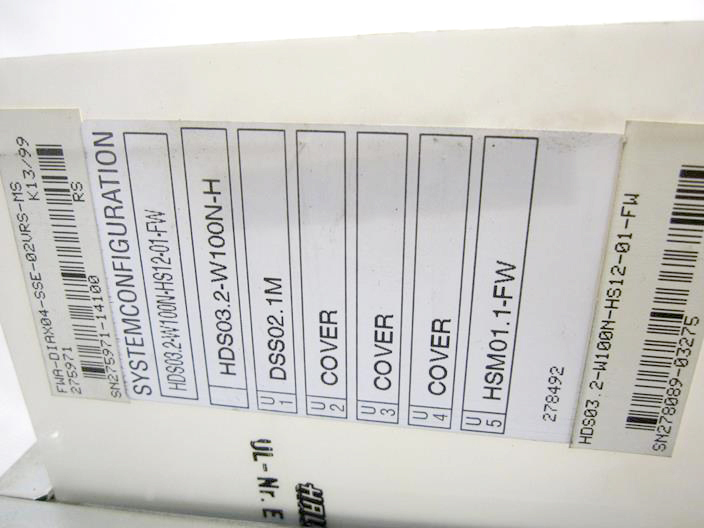 FWA-DIAX04-SSE-02VRS-MS
275971 K13/99
RS
SN275971-14100
SYSTEMCONFIGURATION
HDS03.2-W100N-HS12-01-FW
HDS03.2-W100N-H
U1 DSS02.1M
U2 COVER
U3 COVER
U4 COVER
U5 HSM01.1-FW
278492
HDS03.2-W100N-HS12-01-FW
SN278089-03275
UL-Nr. E